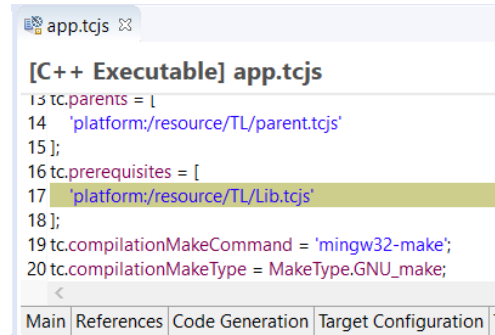 app.tcjs
[C++ Executable] app.tcjs
13 tc.parents = [
14 'platform:/resource/TL/parent.tcjs'
15 ];
16 tc.prerequisites = [
17 'platform:/resource/TL/Lib.tcjs'
18 ];
19 tc.compilationMakeCommand = 'mingw32-make';
20 tc.compilationMakeType = MakeType.GNU_make;
Main References Code Generation Target Configuration